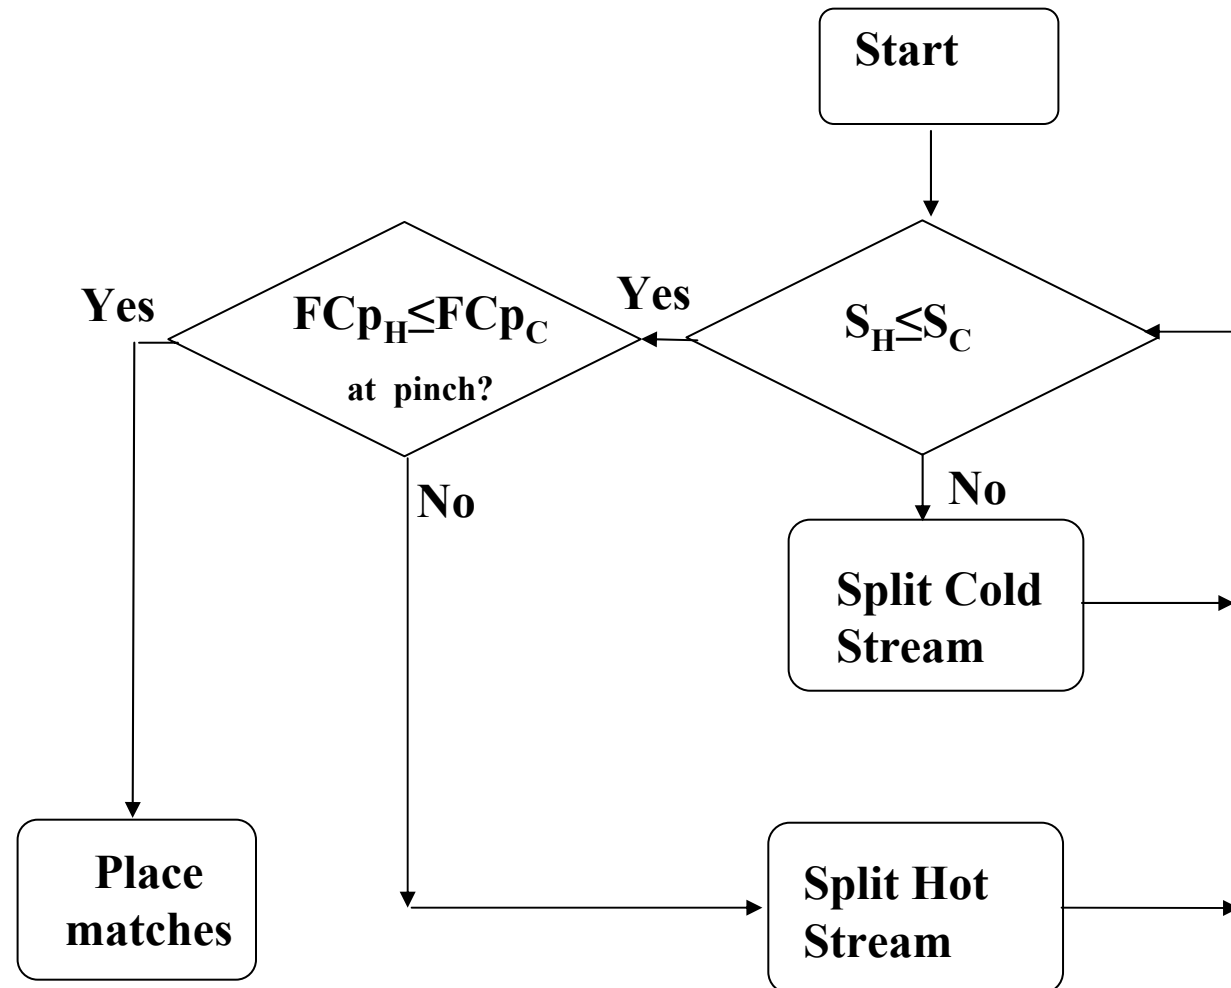 Start
S_H≤S_C
Yes
No
FCp_H≤FCp_C
at pinch?
Yes
No
Split Cold
Stream
Place
matches
Split Hot
Stream